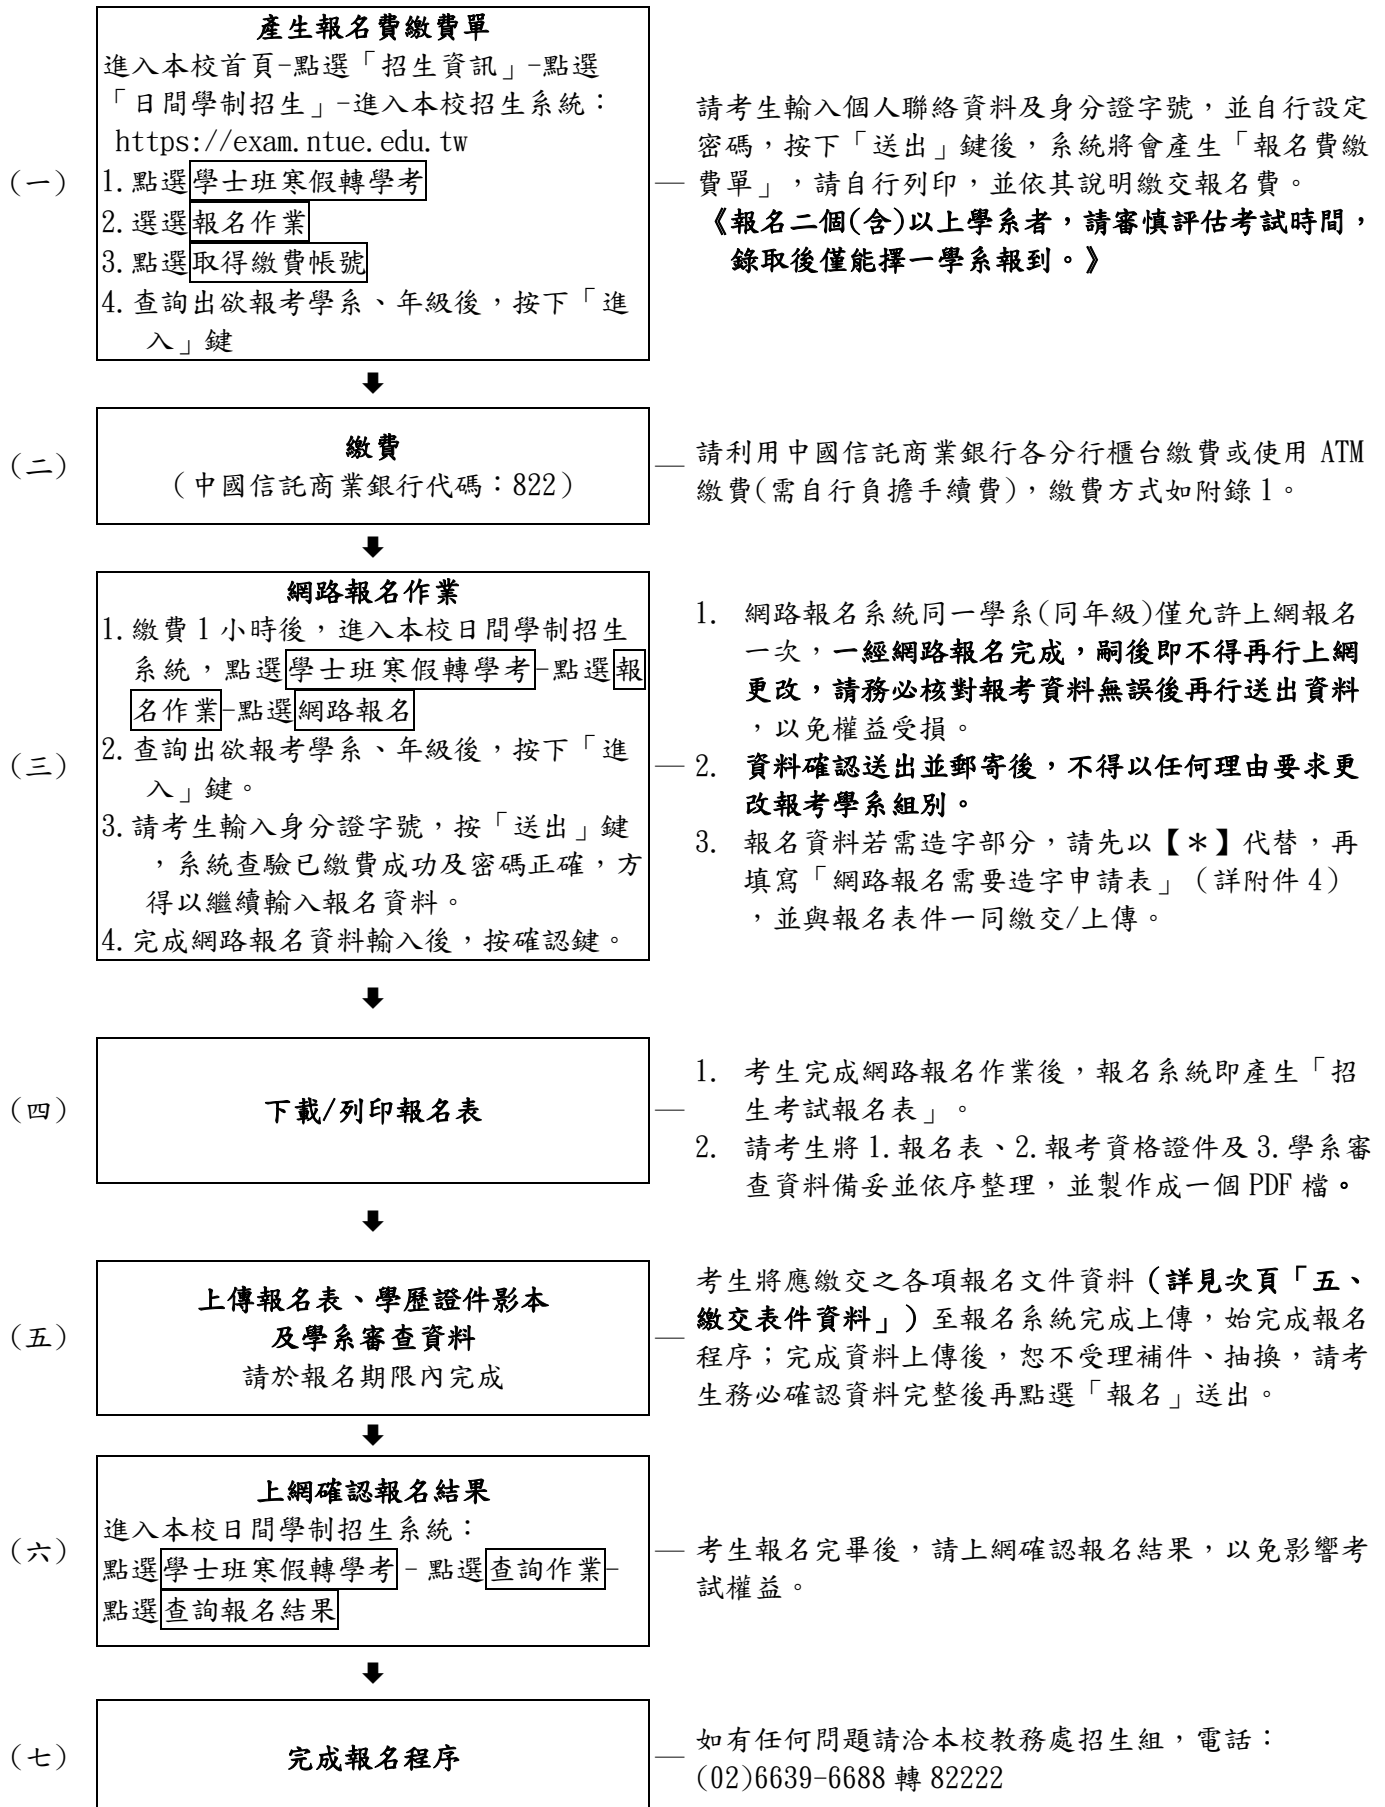 產生報名費繳費單
進入本校首頁-點選「招生資訊」-點選
「日間學制招生」-進入本校招生系統：
https://exam.ntue.edu.tw
（一）
1.點選學士班寒假轉學考
2.選選報名作業
3.點選取得繳費帳號
4.查詢出欲報考學系、年級後，按下「進
入」鍵
請考生輸入個人聯絡資料及身分證字號，並自行設定
密碼，按下「送出」鍵後，系統將會產生「報名費繳
費單」，請自行列印，並依其說明繳交報名費。
《報名二個(含)以上學系者，請審慎評估考試時間，
錄取後僅能擇一學系報到。》
（二）
繳費
（中國信託商業銀行代碼：822）
請利用中國信託商業銀行各分行櫃台繳費或使用 ATM
繳費(需自行負擔手續費)，繳費方式如附錄 1。
（三）
網路報名作業
1.繳費 1 小時後，進入本校日間學制招生
系統，點選學士班寒假轉學考-點選報
名作業-點選網路報名
2.查詢出欲報考學系、年級後，按下「進
入」鍵。
3.請考生輸入身分證字號，按「送出」鍵
，系統查驗已繳費成功及密碼正確，方
得以繼續輸入報名資料。
4.完成網路報名資料輸入後，按確認鍵。
1. 網路報名系統同一學系(同年級)僅允許上網報名
一次，一經網路報名完成，嗣後即不得再行上網
更改，請務必核對報考資料無誤後再行送出資料
，以免權益受損。
2. 資料確認送出並郵寄後，不得以任何理由要求更
改報考學系組別。
3. 報名資料若需造字部分，請先以【＊】代替，再
填寫「網路報名需要造字申請表」（詳附件 4）
，並與報名表件一同繳交/上傳。
（四）
下載/列印報名表
1. 考生完成網路報名作業後，報名系統即產生「招
生考試報名表」。
2. 請考生將 1.報名表、2.報考資格證件及 3.學系審
查資料備妥並依序整理，並製作成一個 PDF 檔。
（五）
上傳報名表、學歷證件影本
及學系審查資料
請於報名期限內完成
考生將應繳交之各項報名文件資料（詳見次頁「五、
繳交表件資料」）至報名系統完成上傳，始完成報名
程序；完成資料上傳後，恕不受理補件、抽換，請考
生務必確認資料完整後再點選「報名」送出。
（六）
上網確認報名結果
進入本校日間學制招生系統：
點選學士班寒假轉學考 - 點選查詢作業-
點選查詢報名結果
考生報名完畢後，請上網確認報名結果，以免影響考
試權益。
（七）
完成報名程序
如有任何問題請洽本校教務處招生組，電話：
(02)6639-6688 轉 82222